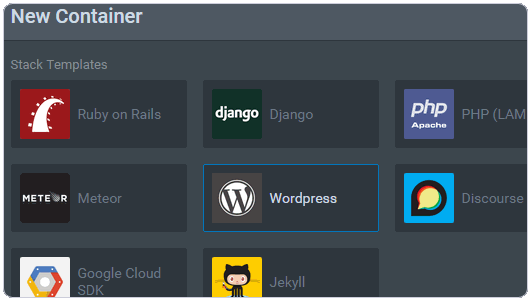 New Container
Stack Templates
Ruby on Rails
django
Django
php
Apache
PHP (LAM
METEOR
Meteor
Wordpress
Discourse
Google Cloud
SDK
Jekyll